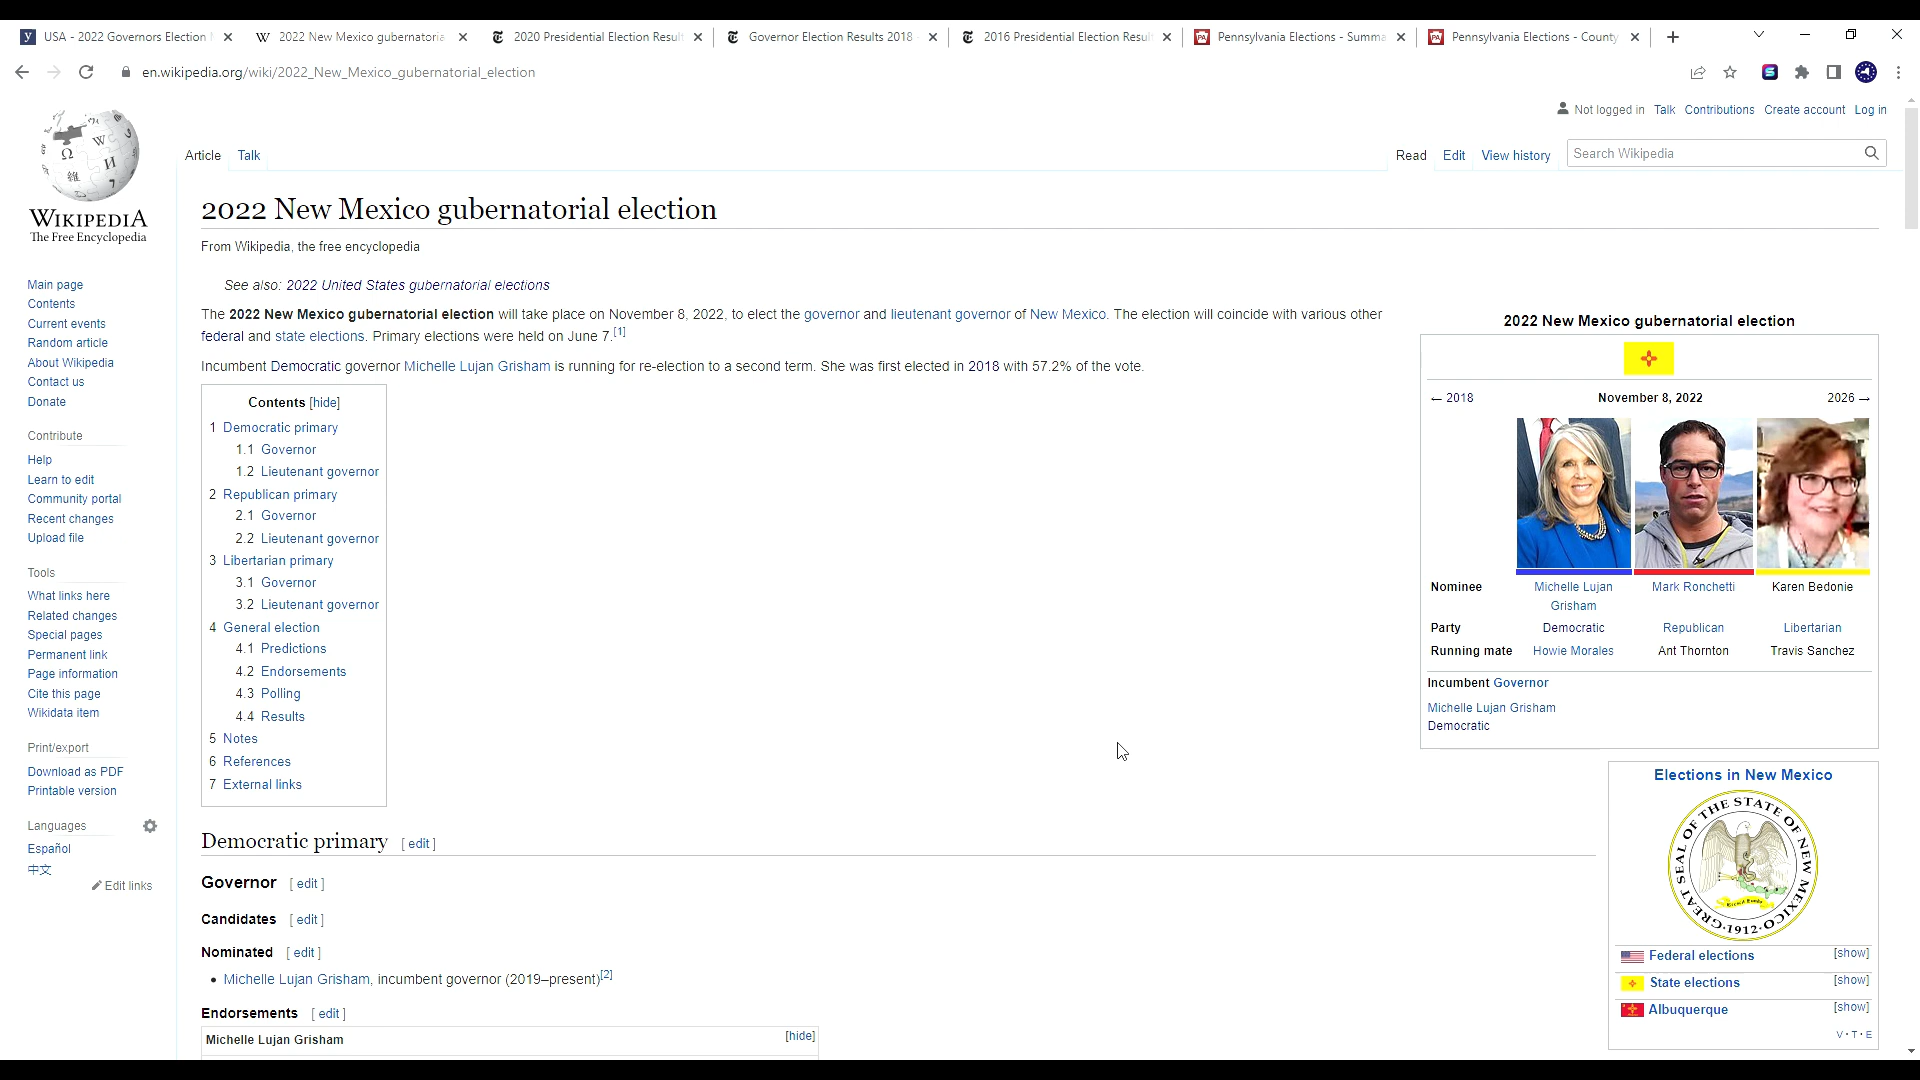 USA - 2022 Governors Election
2022 New Mexico gubernatoria
2020 Presidential Election Resul
Governor Election Results 2018 -
2016 Presidential Election Resul
Pennsylvania Elections - Summa
Pennsylvania Elections - County
en.wikipedia.org/wiki/2022_New_Mexico_gubernatorial_election
Not logged in Talk Contributions Create account Log in
Article Talk
Read Edit View history
Search Wikipedia
WIKIPEDIA
The Free Encyclopedia
Main page
Contents
Current events
Random article
About Wikipedia
Contact us
Donate
Contribute
Help
Learn to edit
Community portal
Recent changes
Upload file
Tools
What links here
Related changes
Special pages
Permanent link
Page information
Cite this page
Wikidata item
Print/export
Download as PDF
Printable version
Languages
Español
中文
Edit links
2022 New Mexico gubernatorial election
From Wikipedia, the free encyclopedia
See also: 2022 United States gubernatorial elections
The 2022 New Mexico gubernatorial election will take place on November 8, 2022, to elect the governor and lieutenant governor of New Mexico. The election will coincide with various other
federal and state elections. Primary elections were held on June 7.[1]
Incumbent Democratic governor Michelle Lujan Grisham is running for re-election to a second term. She was first elected in 2018 with 57.2% of the vote.
Contents [hide]
1 Democratic primary
1.1 Governor
1.2 Lieutenant governor
2 Republican primary
2.1 Governor
2.2 Lieutenant governor
3 Libertarian primary
3.1 Governor
3.2 Lieutenant governor
4 General election
4.1 Predictions
4.2 Endorsements
4.3 Polling
4.4 Results
5 Notes
6 References
7 External links
Democratic primary [ edit ]
Governor [ edit ]
Candidates [ edit ]
Nominated [ edit ]
• Michelle Lujan Grisham, incumbent governor (2019–present)[2]
Endorsements [ edit ]
Michelle Lujan Grisham [hide]
2022 New Mexico gubernatorial election
← 2018 November 8, 2022 2026 →
Nominee Michelle Lujan Grisham Mark Ronchetti Karen Bedonie
Party Democratic Republican Libertarian
Running mate Howie Morales Ant Thornton Travis Sanchez
Incumbent Governor
Michelle Lujan Grisham
Democratic
Elections in New Mexico
GREAT SEAL OF THE STATE OF NEW MEXICO
·1912·
Federal elections [show]
State elections [show]
Albuquerque [show]
V · T · E